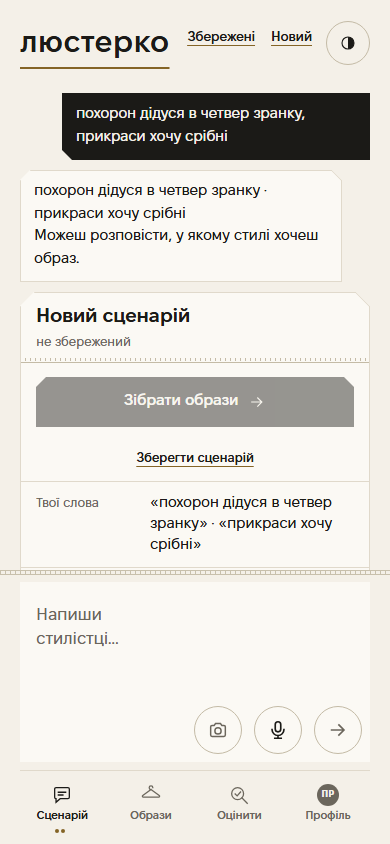 люстерко
Збережені
Новий
похорон дідуся в четвер зранку,
прикраси хочу срібні
похорон дідуся в четвер зранку ·
прикраси хочу срібні
Можеш розповісти, у якому стилі хочеш
образ.
Новий сценарій
не збережений
Зібрати образи →
Зберегти сценарій
Твої слова
«похорон дідуся в четвер
зранку» · «прикраси хочу
срібні»
Напиши
стилістці...
Сценарій
Образи
Оцінити
ПР
Профіль